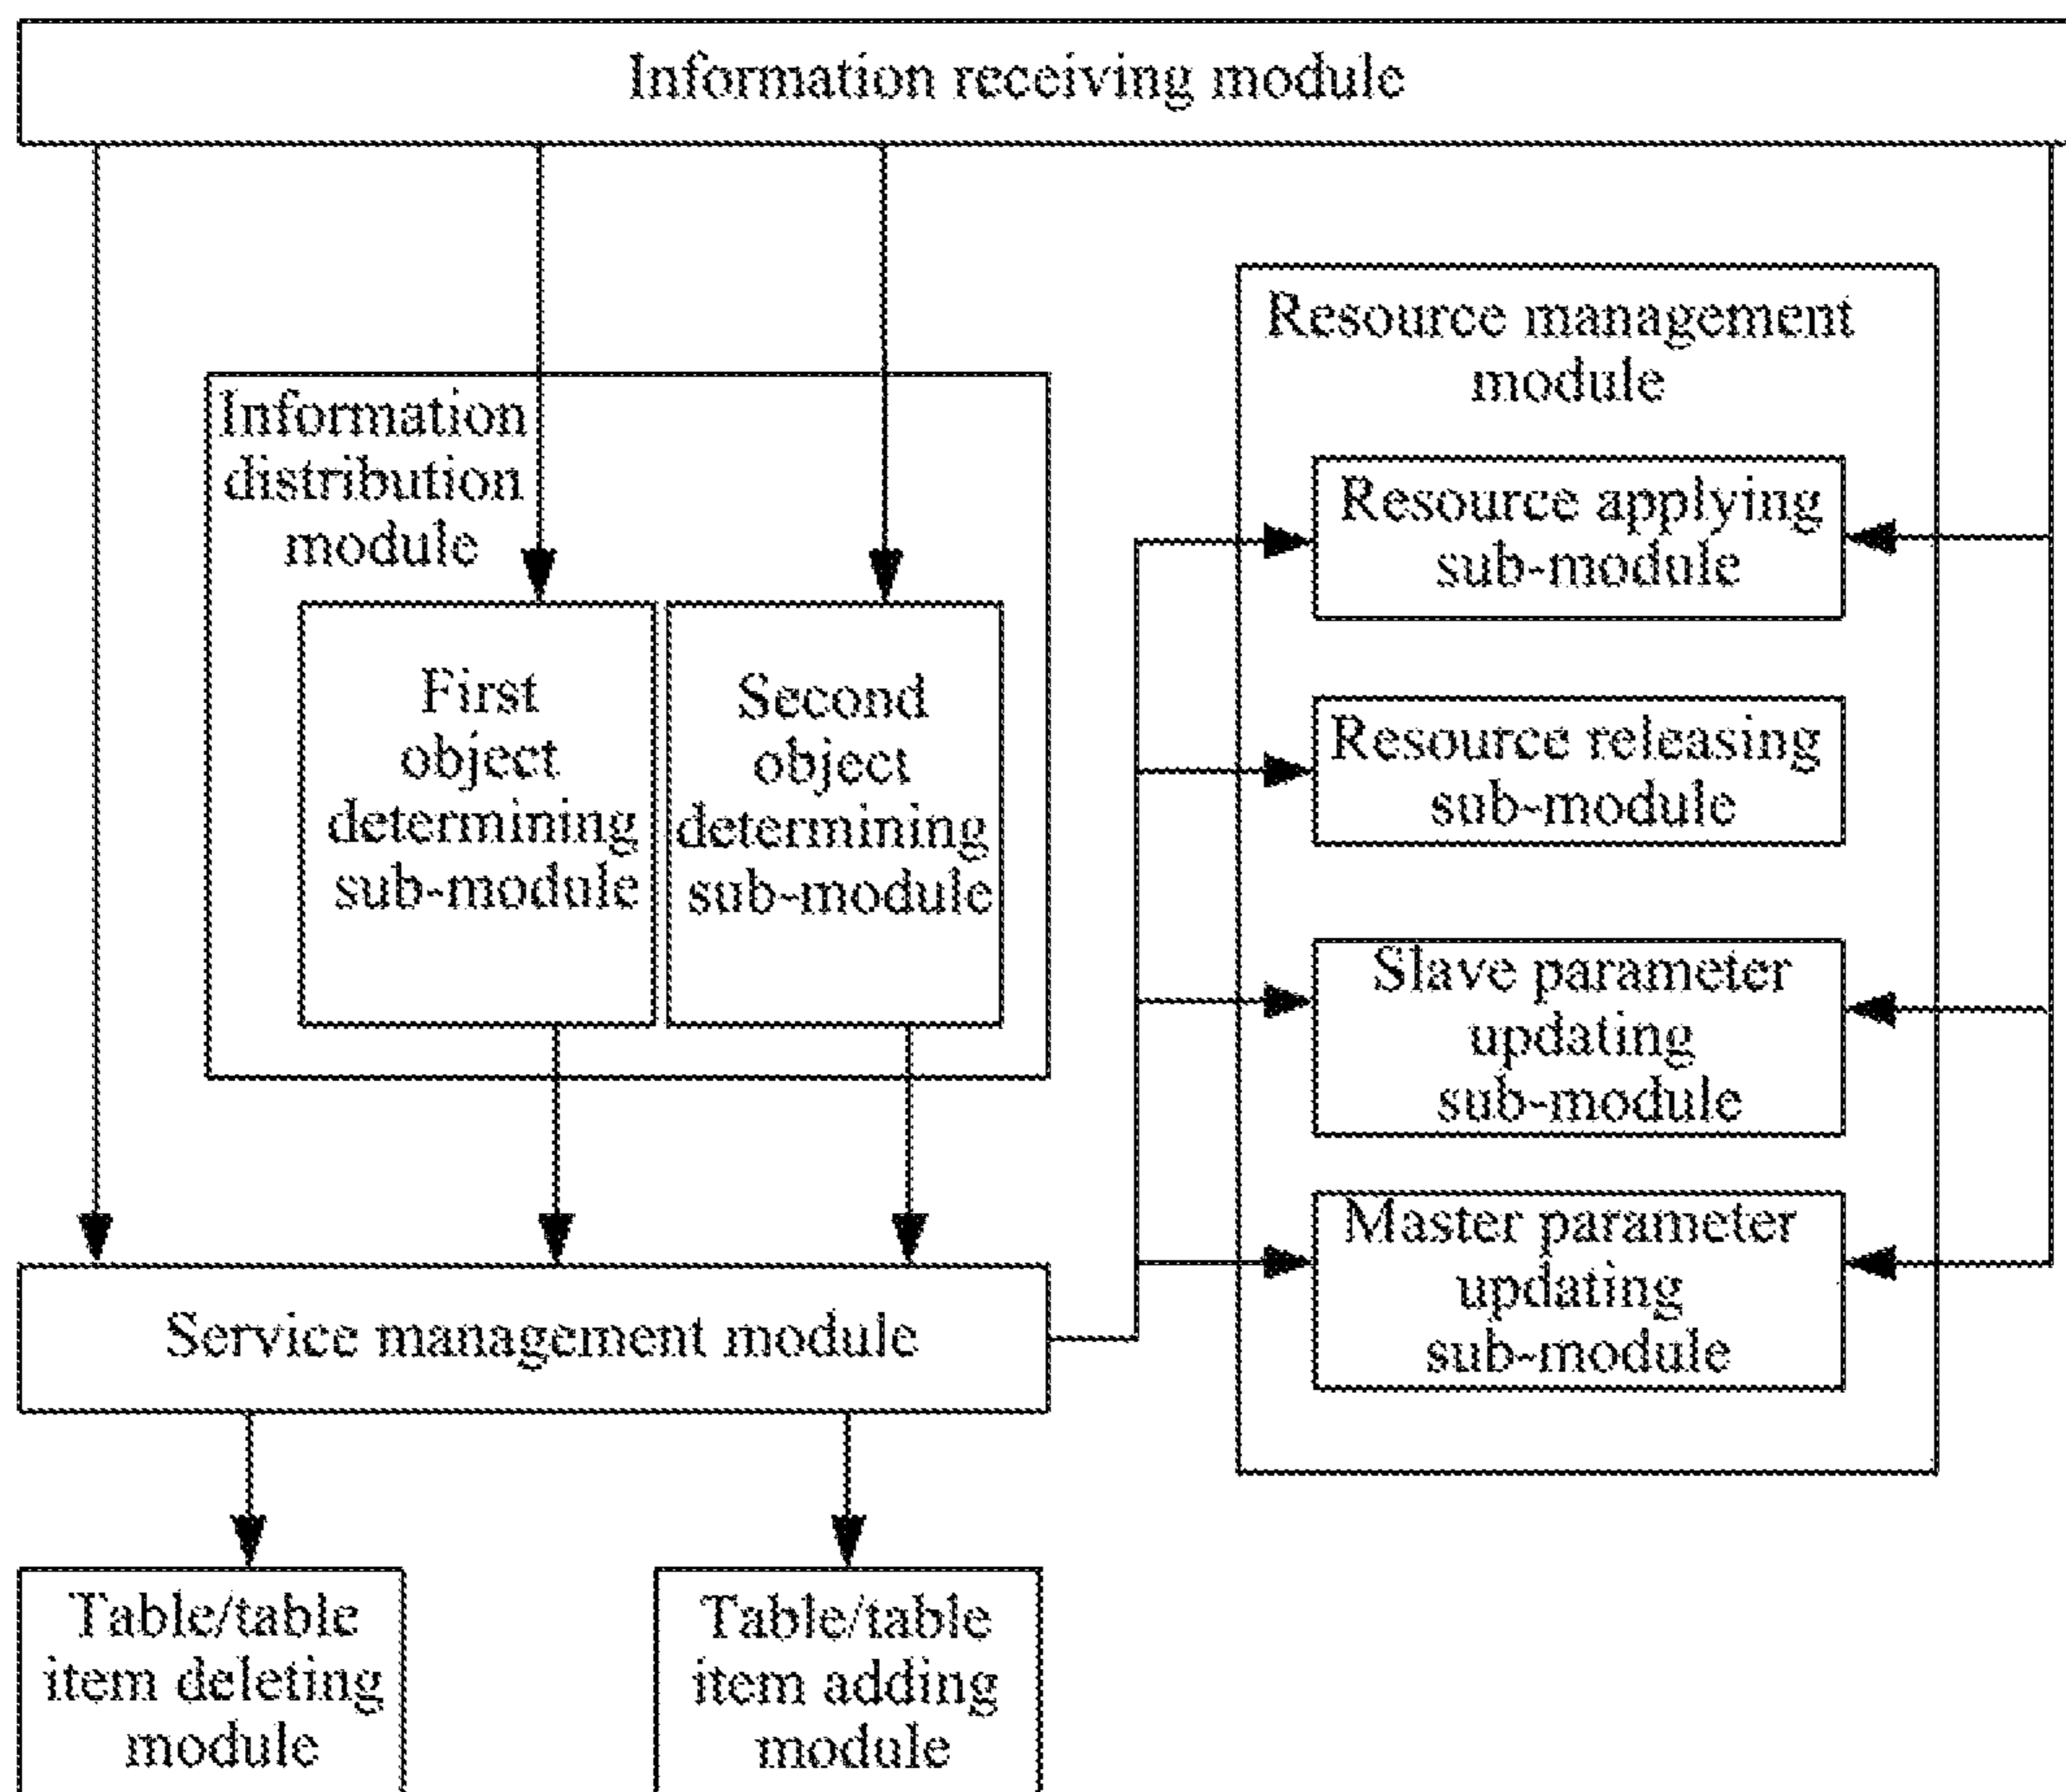 Information receiving module
Resource management
module
Information
distribution
module
Resource applying
sub-module
First
object
determining
sub-module
Second
object
determining
sub-module
Resource releasing
sub-module
Slave parameter
updating
sub-module
Master parameter
updating
sub-module
Service management module
Table/table
item deleting
module
Table/table
item adding
module